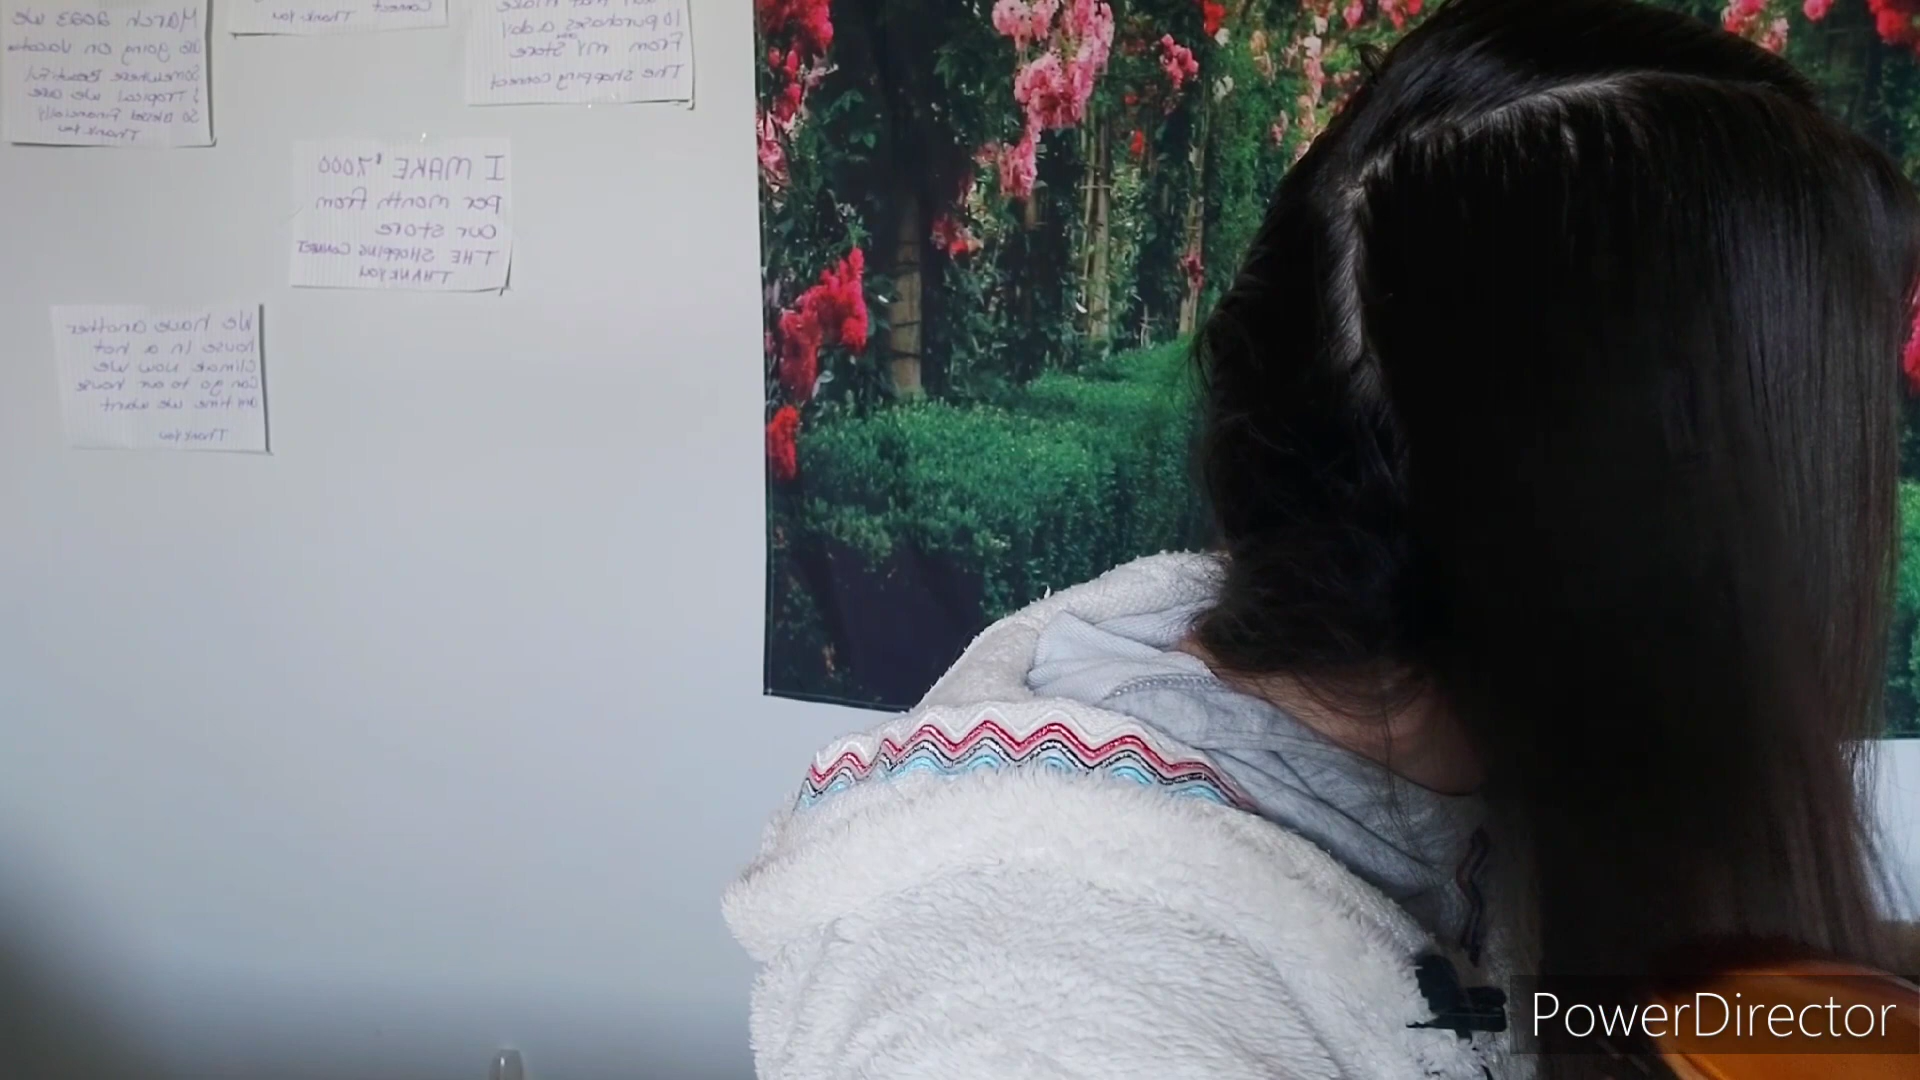 March 2023 we
going on vacation
Somewhere Beautiful
& Tropical we are
So Blessed Financially
Thank You
Connect
Thank You
10 purchases a day
From my Store
The Shopping Connect
I MAKE $7000
per month from
our store
THE SHOPPING CONNECT
THANK YOU
We have another
house in a hot
Climate now we
Can go to our house
anytime we want
Thank You
PowerDirector